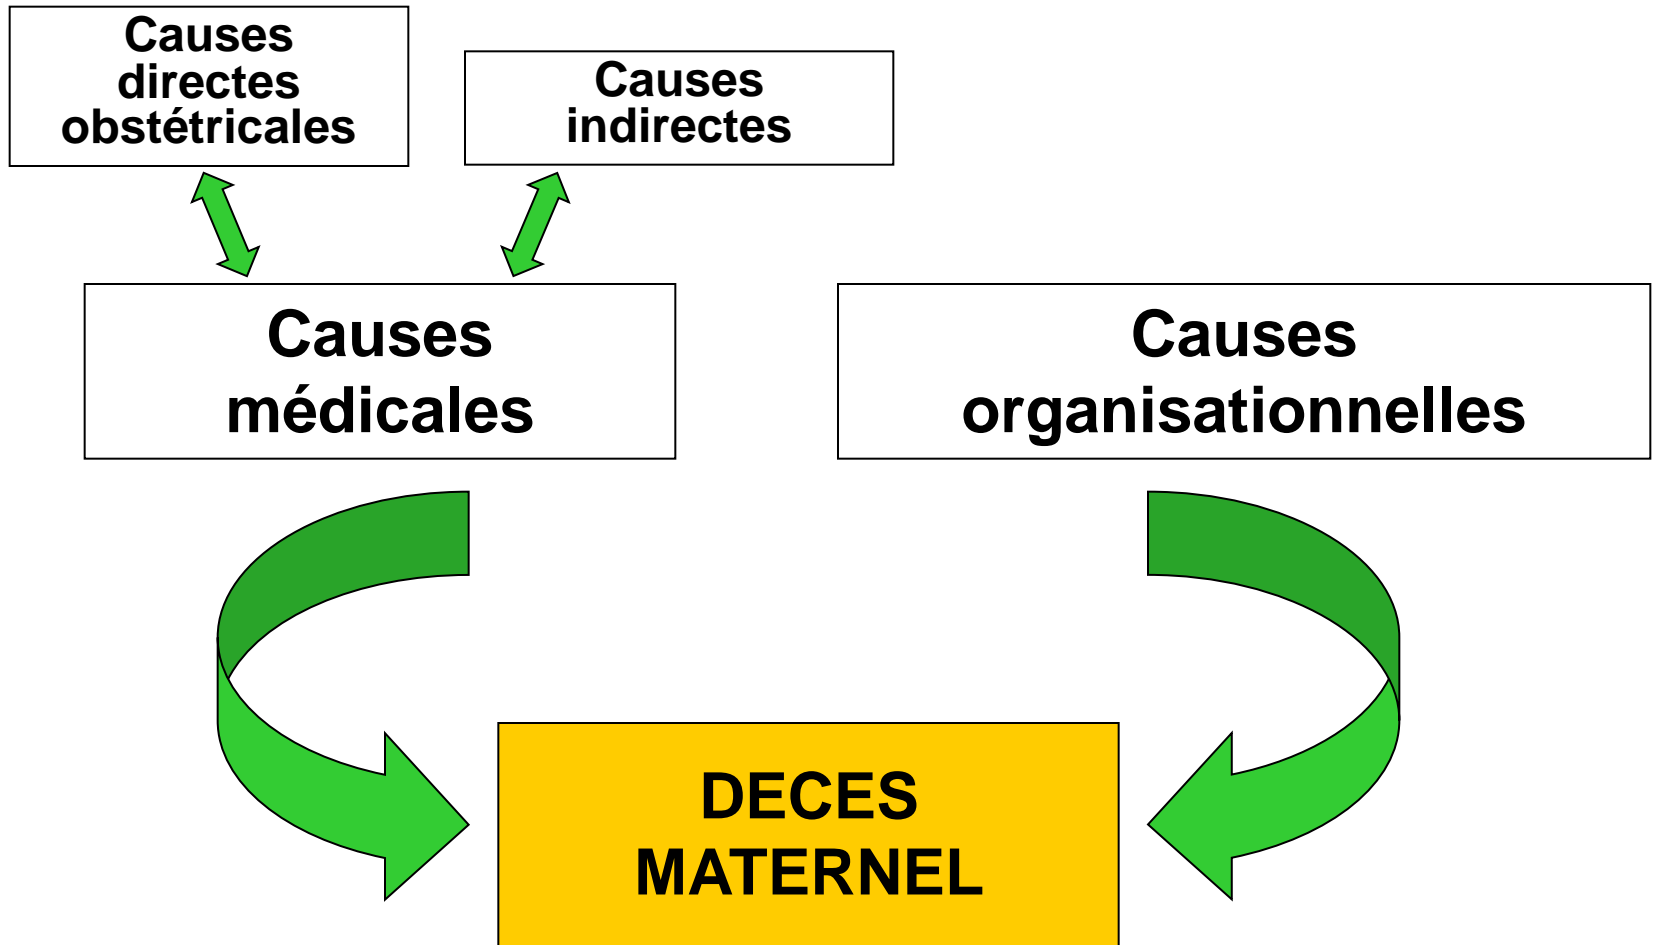 Causes
directes
obstétricales
Causes
indirectes
Causes
médicales
Causes
organisationnelles
DECES
MATERNEL